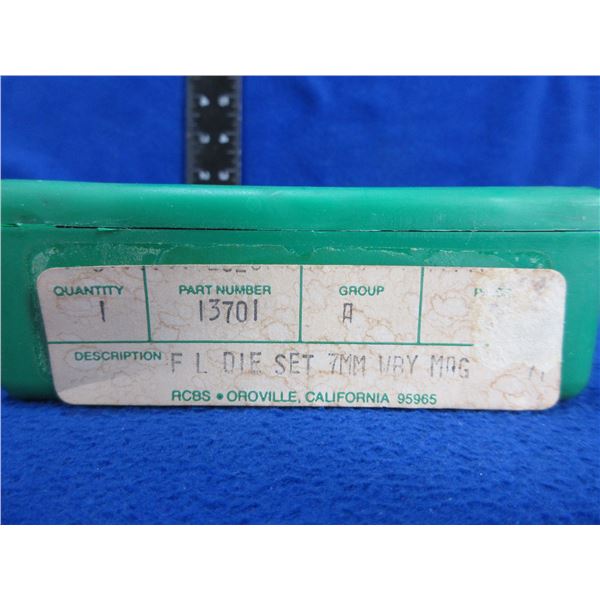 QUANTITY PART NUMBER GROUP
1 13701 A
DESCRIPTION F L DIE SET 7MM WBY MAG
RCBS • OROVILLE, CALIFORNIA 95965